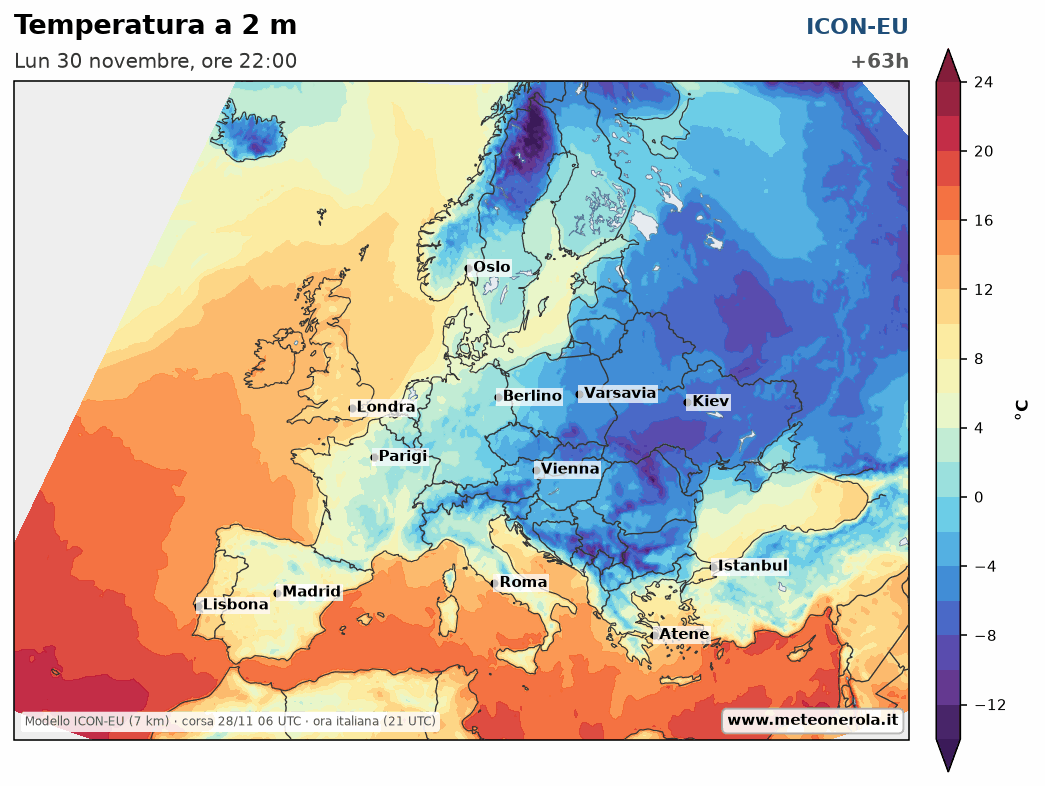 Temperatura a 2 m
ICON-EU
Lun 30 novembre, ore 22:00
+63h
24
20
16
12
8
4
0
−4
−8
−12
°C
Oslo
Londra
Berlino
Varsavia
Kiev
Parigi
Vienna
Istanbul
Roma
Madrid
Lisbona
Atene
Modello ICON-EU (7 km) · corsa 28/11 06 UTC · ora italiana (21 UTC)
www.meteonerola.it